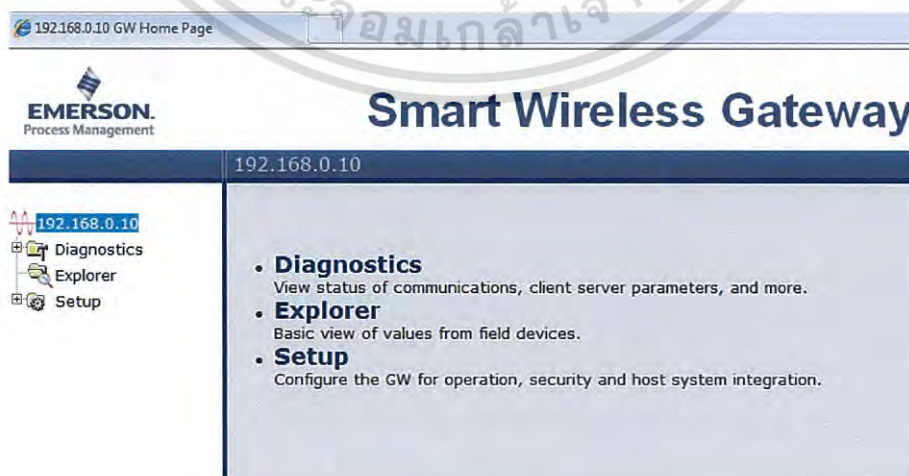 192.168.0.10 GW Home Page
EMERSON.
Process Management
Smart Wireless Gateway
192.168.0.10
192.168.0.10
Diagnostics
Explorer
Setup
• Diagnostics
View status of communications, client server parameters, and more.
• Explorer
Basic view of values from field devices.
• Setup
Configure the GW for operation, security and host system integration.